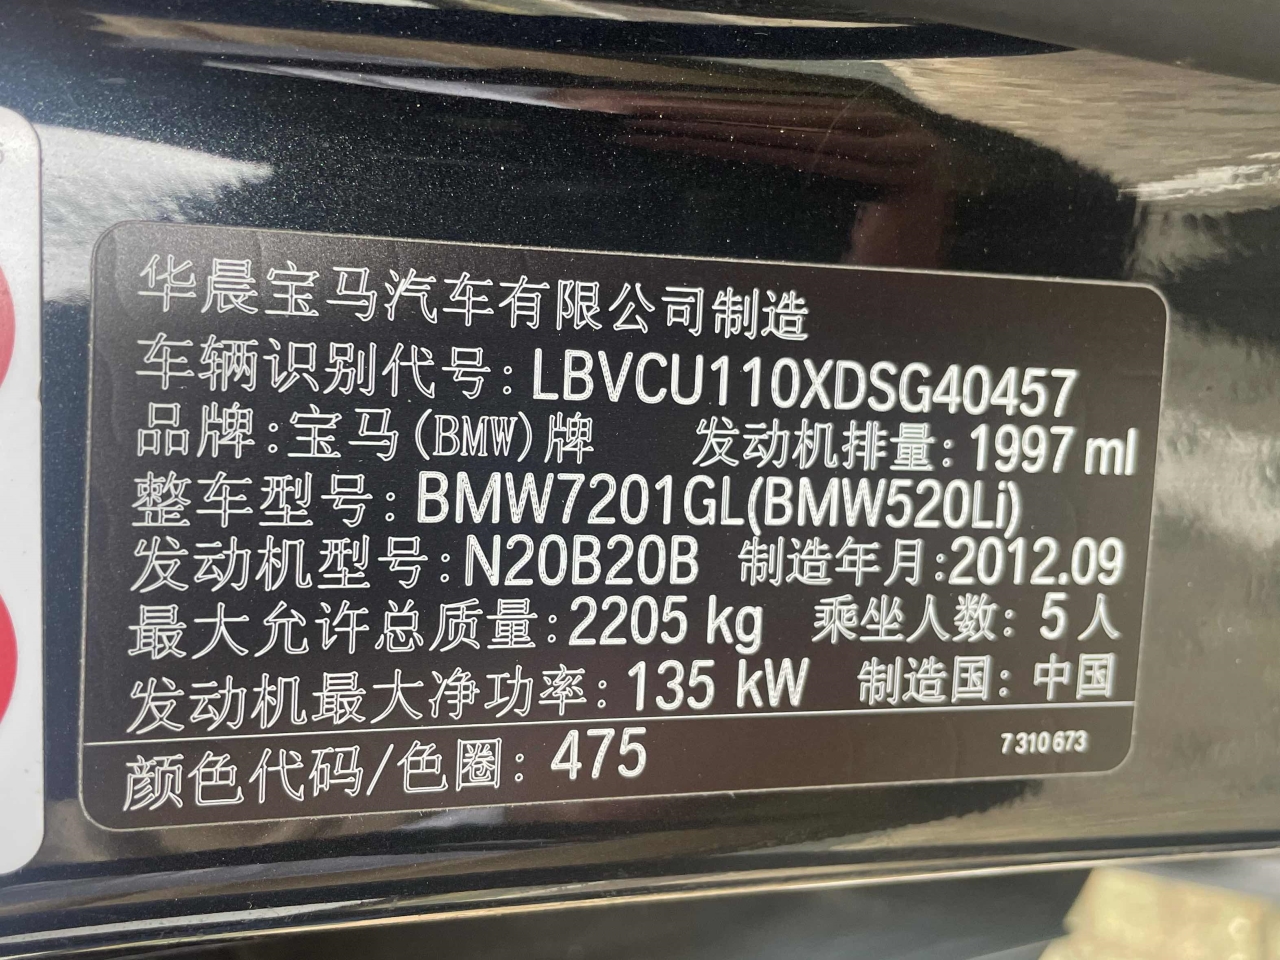 华晨宝马汽车有限公司制造
车辆识别代号:LBVCU110XDSG40457
品牌:宝马(BMW)牌 发动机排量:1997 ml
整车型号:BMW7201GL(BMW520Li)
发动机型号:N20B20B 制造年月:2012.09
最大允许总质量:2205 kg 乘坐人数:5人
发动机最大净功率:135 kW 制造国:中国
颜色代码/色圈:475 7310673